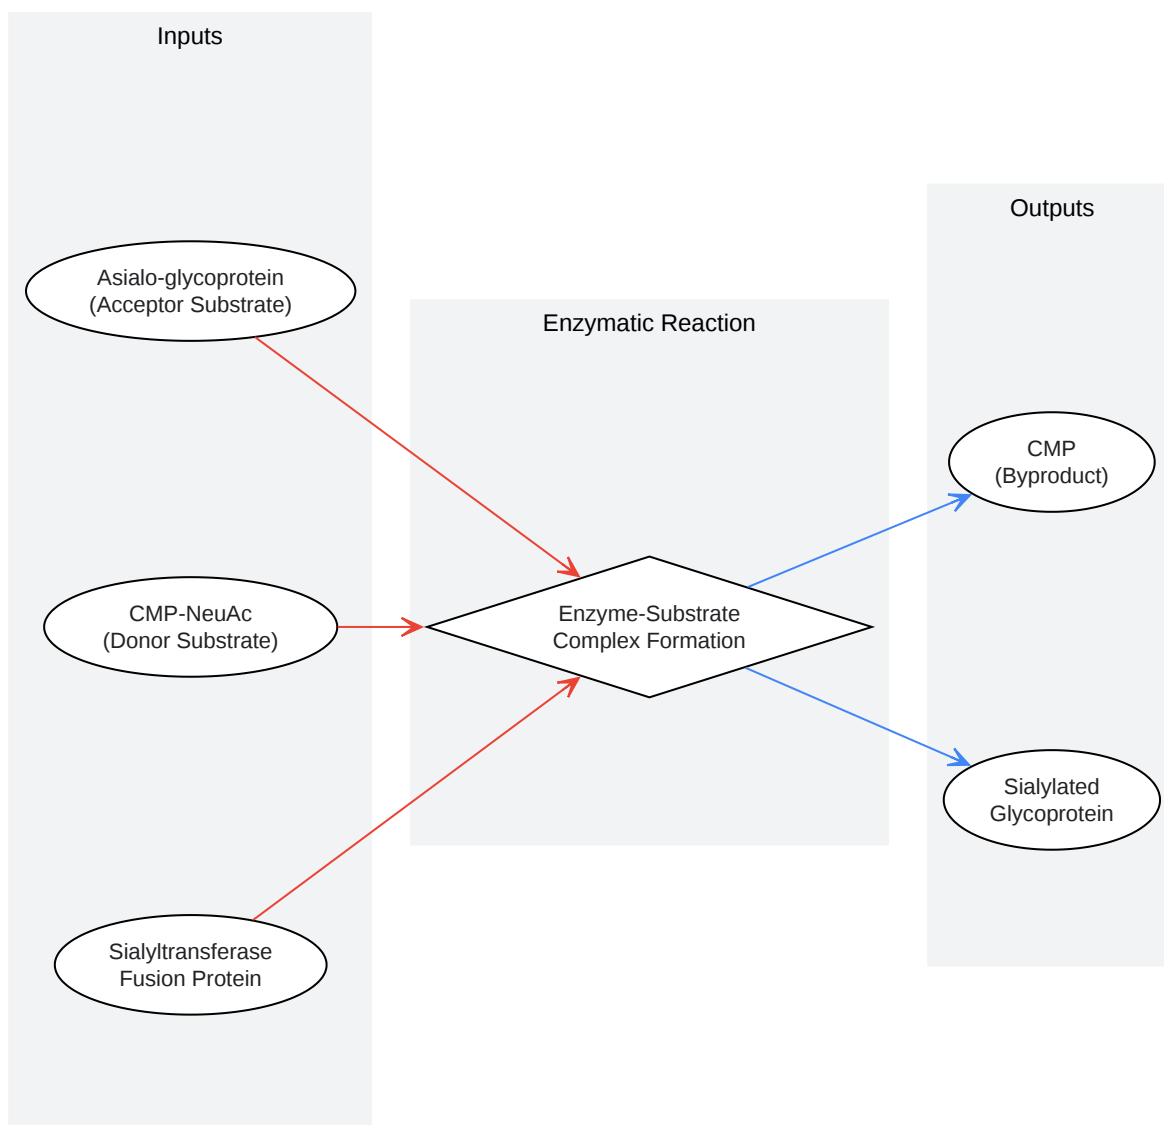 Inputs
Asialo-glycoprotein
(Acceptor Substrate)
CMP-NeuAc
(Donor Substrate)
Sialyltransferase
Fusion Protein
Enzymatic Reaction
Enzyme-Substrate
Complex Formation
Outputs
CMP
(Byproduct)
Sialylated
Glycoprotein